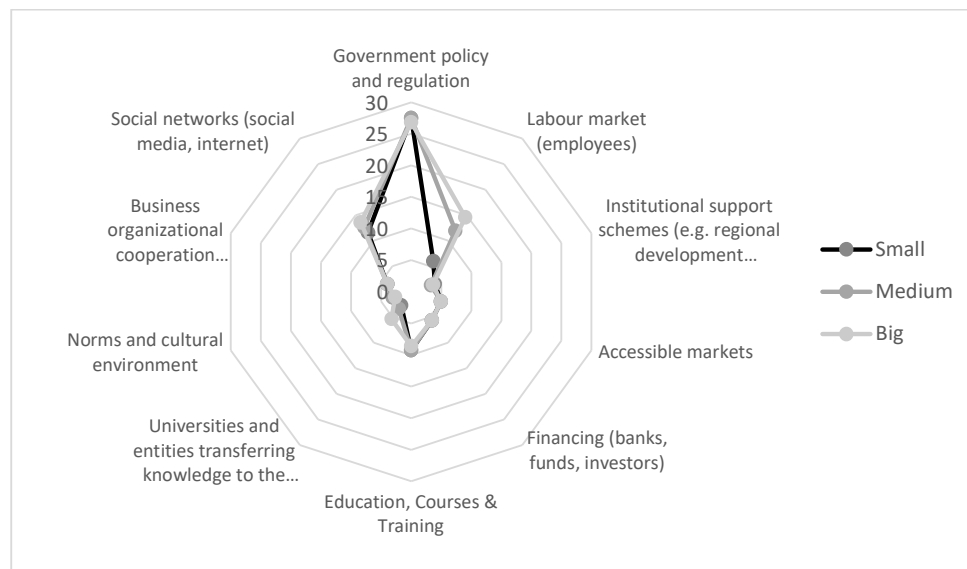 Government policy
and regulation
30
25
20
15
10
5
0
Labour market
(employees)
Institutional support
schemes (e.g. regional
development...
Accessible markets
Financing (banks,
funds, investors)
Education, Courses &
Training
Universities and
entities transferring
knowledge to the...
Norms and cultural
environment
Business
organizational
cooperation...
Social networks (social
media, internet)
Small
Medium
Big